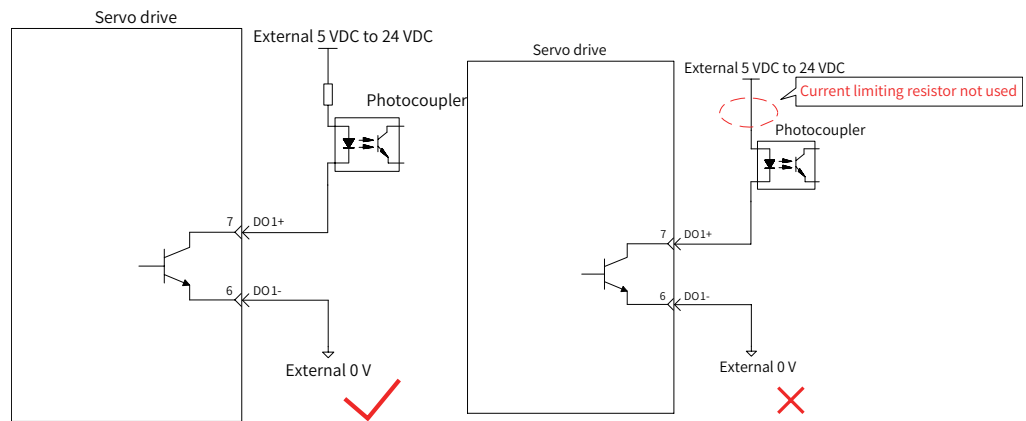 Servo drive
External 5 VDC to 24 VDC
Photocoupler
7
DO1+
6
DO1-
External 0 V
Servo drive
External 5 VDC to 24 VDC
Current limiting resistor not used
Photocoupler
7
DO1+
6
DO1-
External 0 V